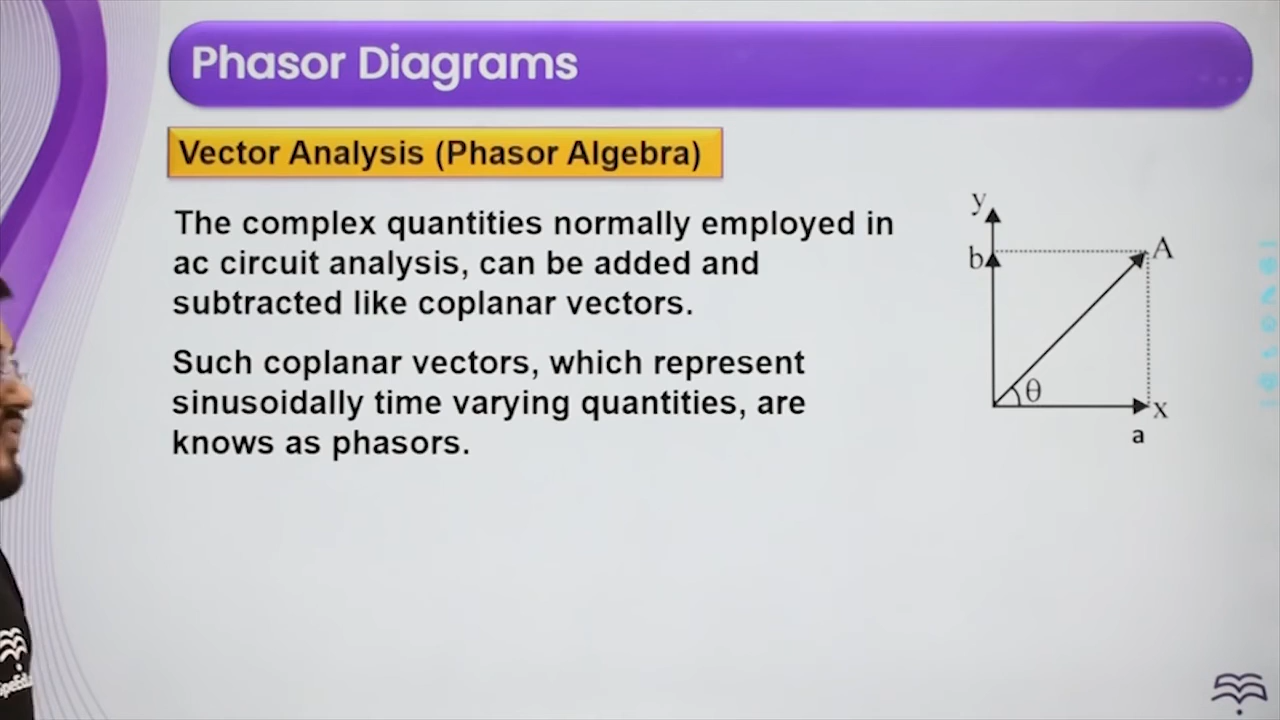 Phasor Diagrams
Vector Analysis (Phasor Algebra)
The complex quantities normally employed in
ac circuit analysis, can be added and
subtracted like coplanar vectors.
Such coplanar vectors, which represent
sinusoidally time varying quantities, are
knows as phasors.
y
b
A
θ
x
a